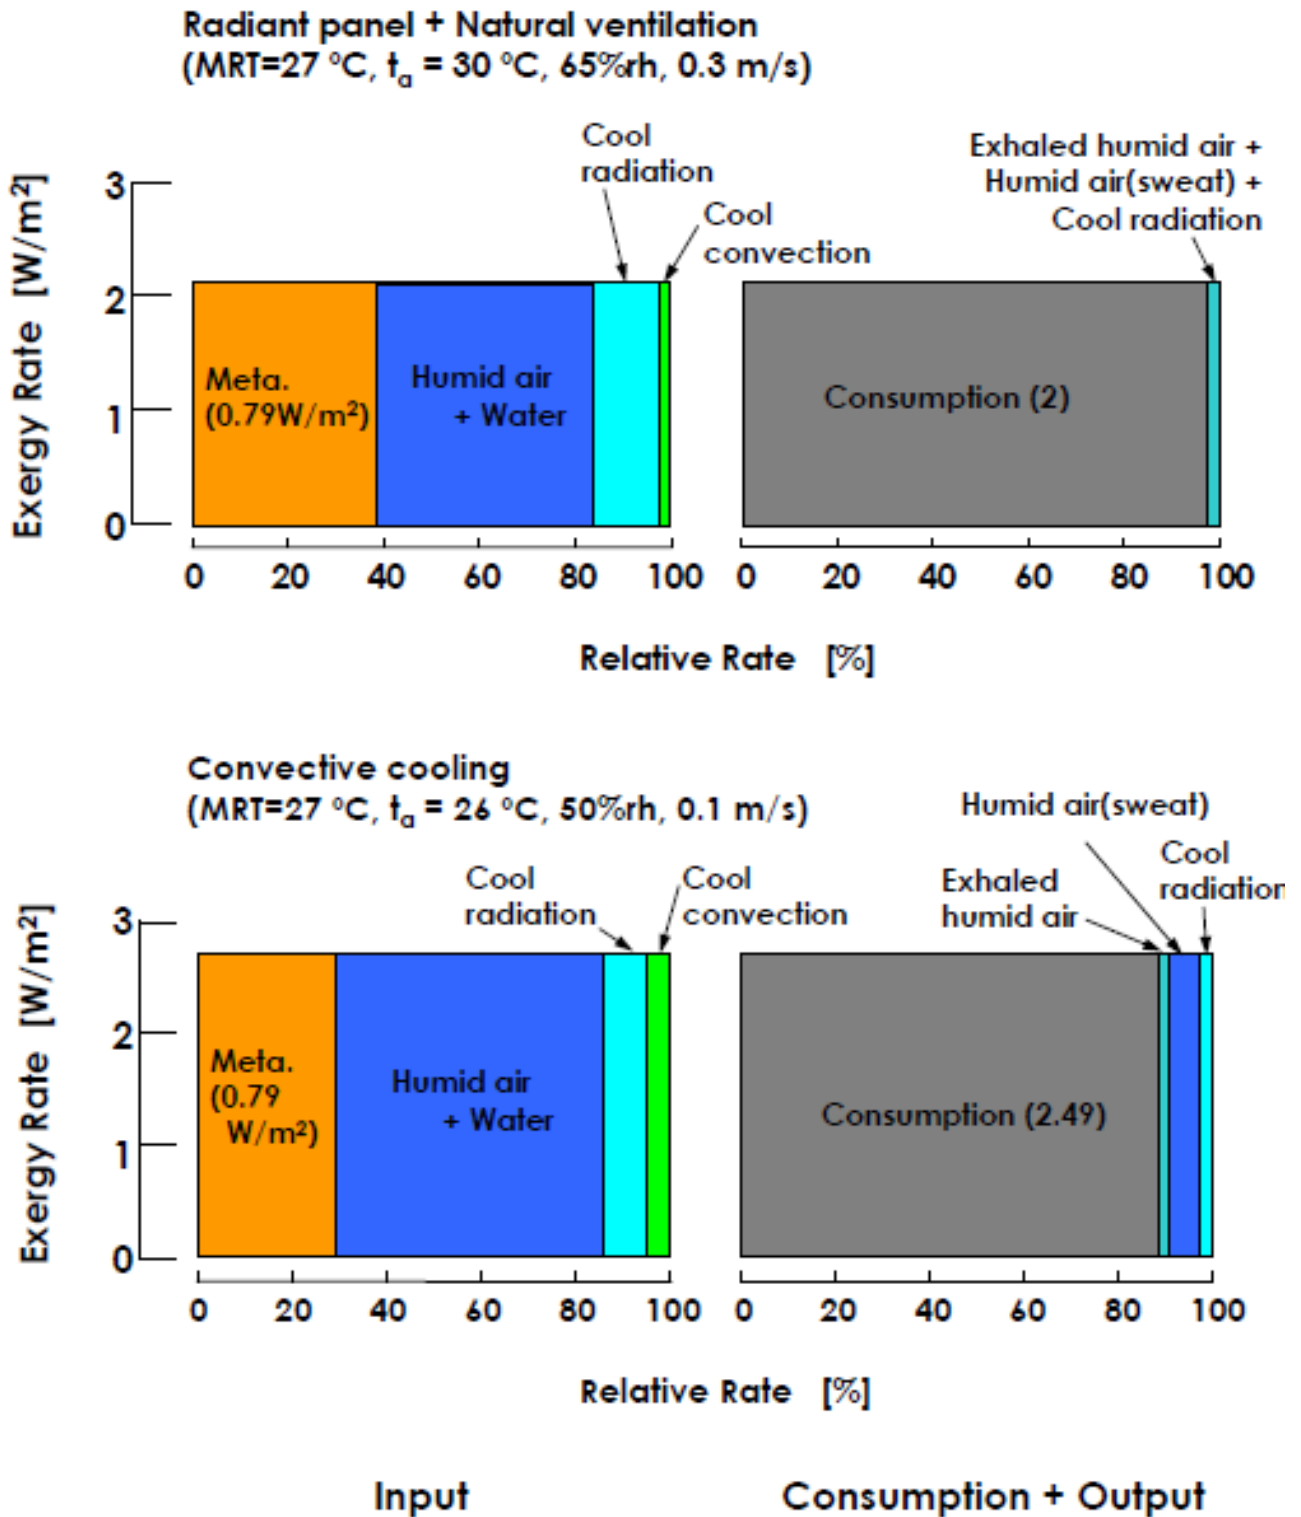 Radiant panel + Natural ventilation
(MRT=27 ºC, tₐ = 30 ºC, 65%rh, 0.3 m/s)
Cool
radiation
Cool
convection
Exhaled humid air +
Humid air(sweat) +
Cool radiation
Exergy Rate [W/m²]
3
2
1
0
Meta.
(0.79W/m²)
Humid air
+ Water
Consumption (2)
0 20 40 60 80 100
0 20 40 60 80 100
Relative Rate [%]
Convective cooling
(MRT=27 ºC, tₐ = 26 ºC, 50%rh, 0.1 m/s)
Cool
radiation
Cool
convection
Humid air(sweat)
Exhaled
humid air
Cool
radiation
Exergy Rate [W/m²]
3
2
1
0
Meta.
(0.79
W/m²)
Humid air
+ Water
Consumption (2.49)
0 20 40 60 80 100
0 20 40 60 80 100
Relative Rate [%]
Input
Consumption + Output